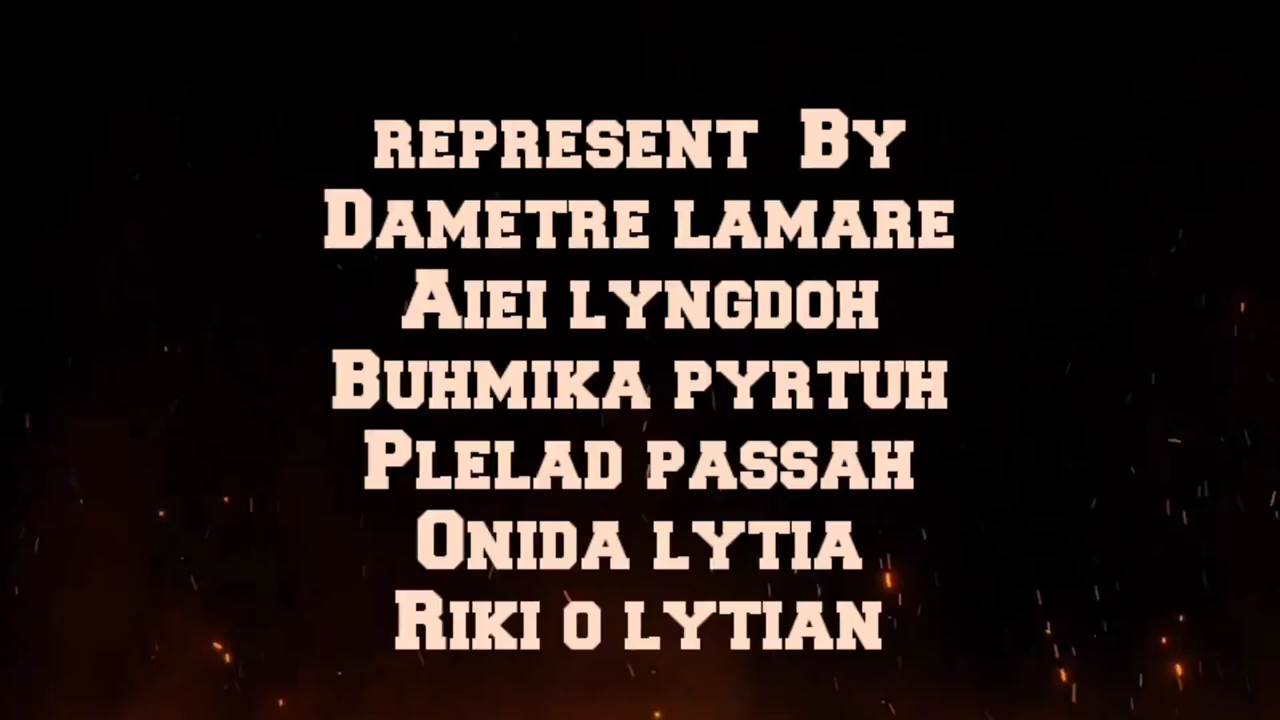 represent By
Dametre lamare
Aiei lyngdoh
Buhmika pyrtuh
Plelad passah
Onida lytia
Riki o lytian